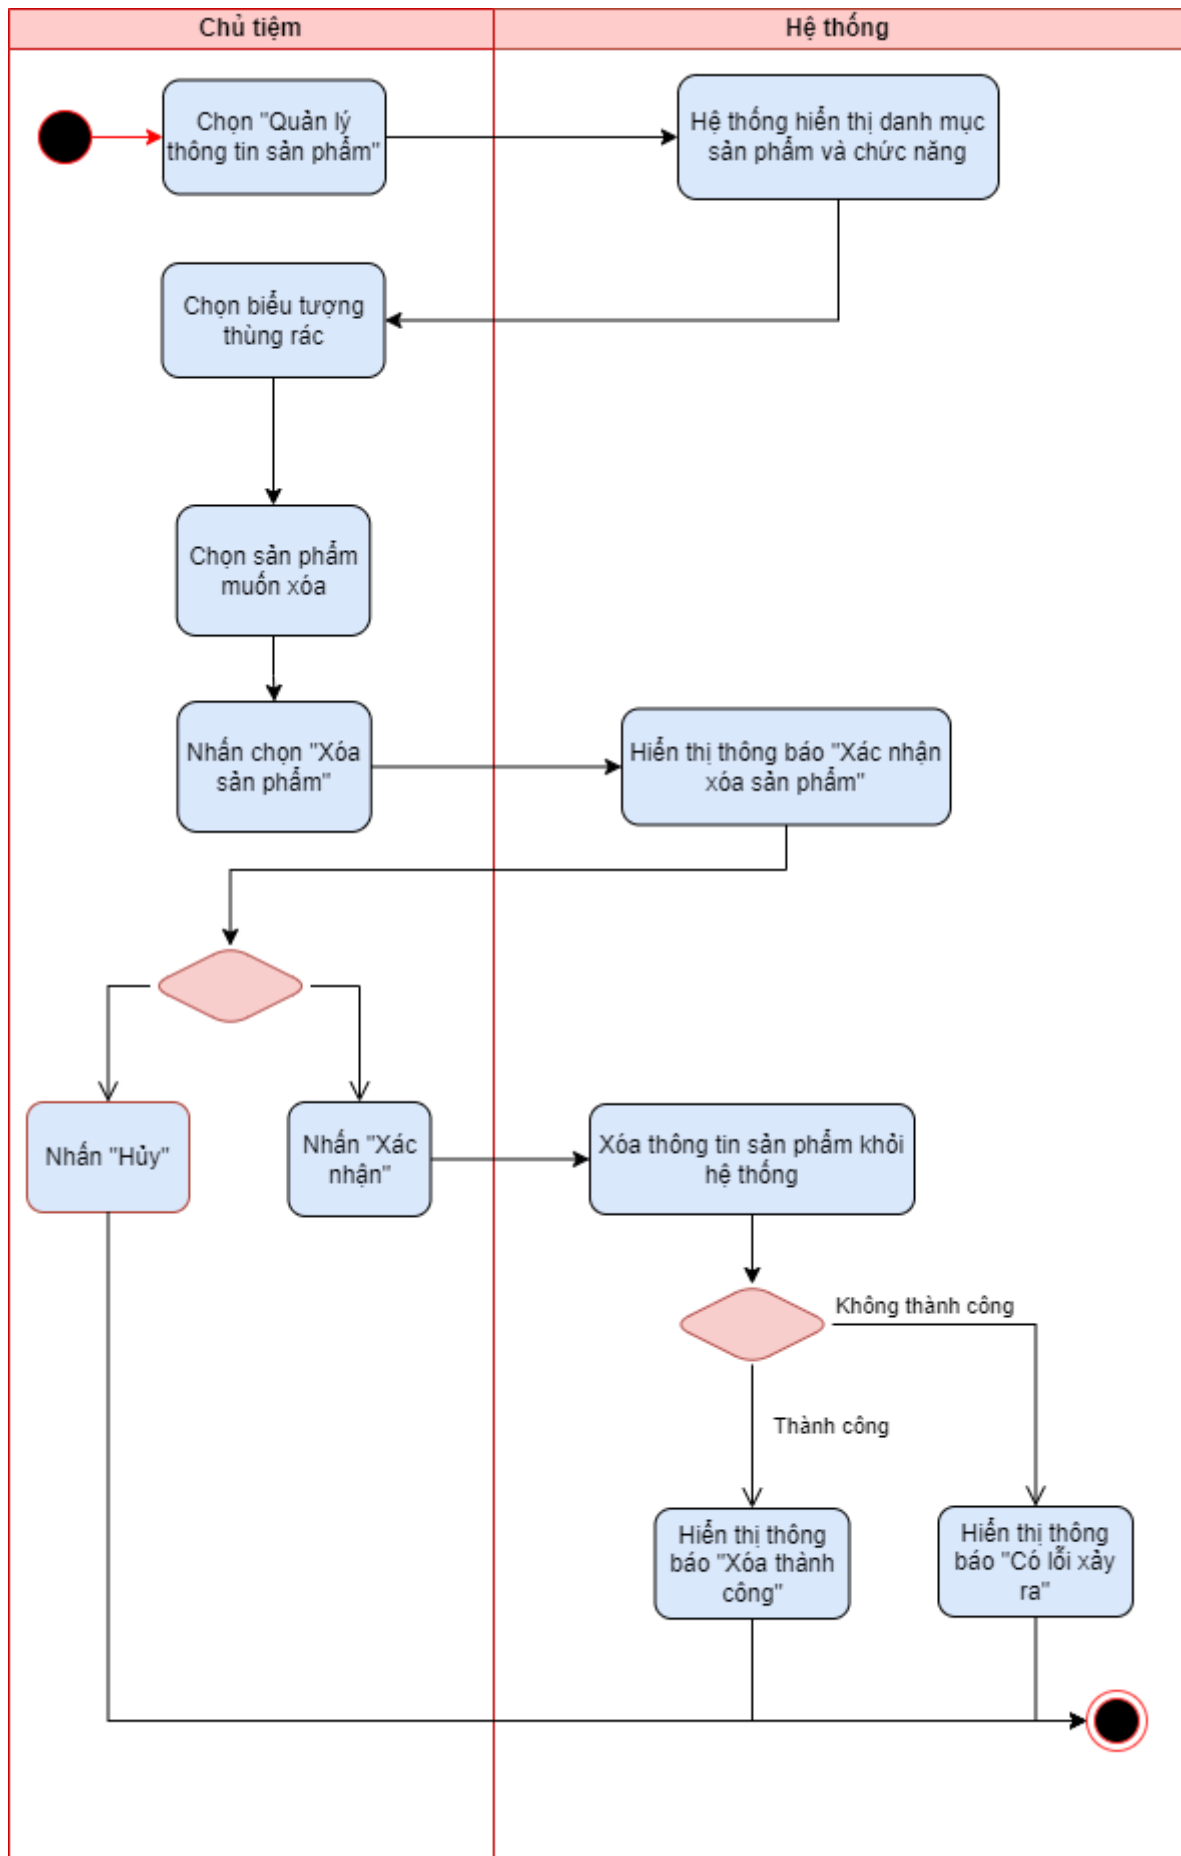 Chủ tiệm
Hệ thống
Chọn "Quản lý
thông tin sản phẩm"
Hệ thống hiển thị danh mục
sản phẩm và chức năng
Chọn biểu tượng
thùng rác
Chọn sản phẩm
muốn xóa
Nhấn chọn "Xóa
sản phẩm"
Hiển thị thông báo "Xác nhận
xóa sản phẩm"
Nhấn "Hủy"
Nhấn "Xác
nhận"
Xóa thông tin sản phẩm khỏi
hệ thống
Không thành công
Thành công
Hiển thị thông
báo "Xóa thành
công"
Hiển thị thông
báo "Có lỗi xảy
ra"